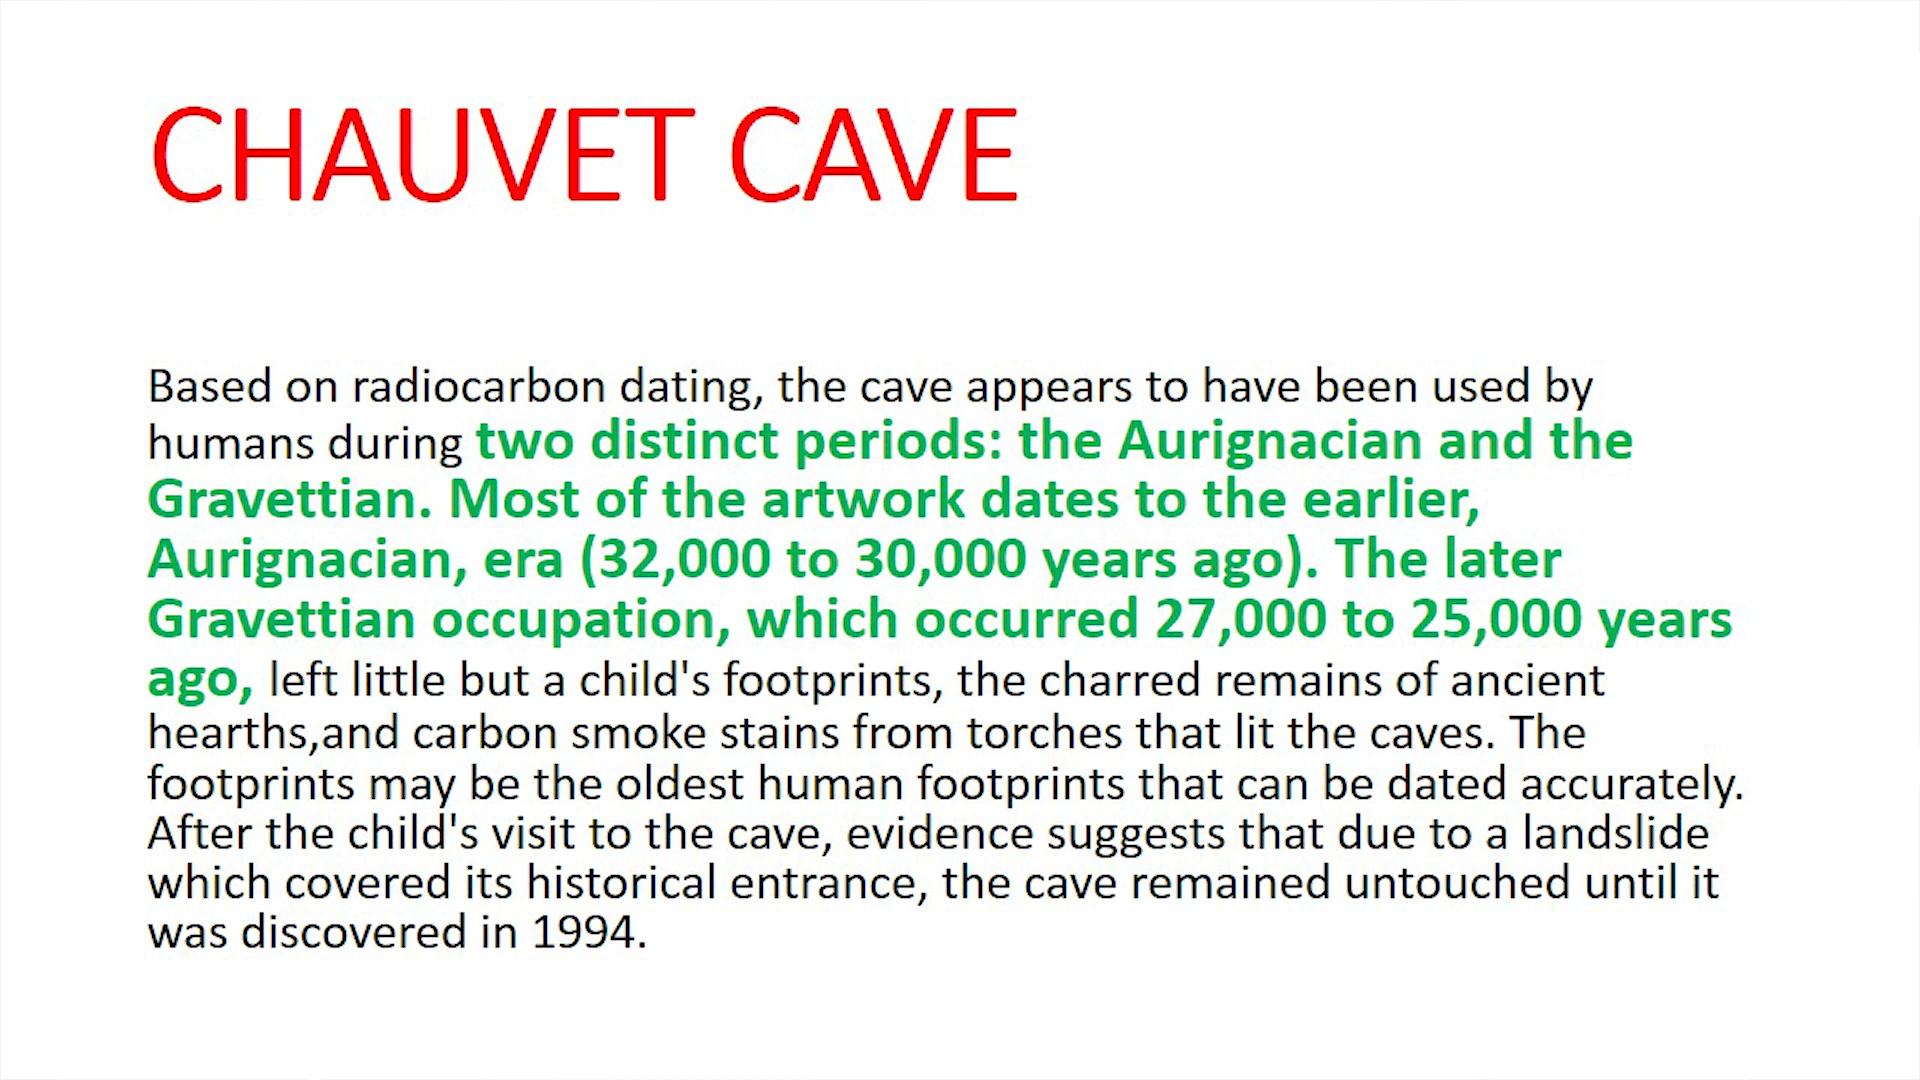 CHAUVET CAVE
Based on radiocarbon dating, the cave appears to have been used by
humans during two distinct periods: the Aurignacian and the
Gravettian. Most of the artwork dates to the earlier,
Aurignacian, era (32,000 to 30,000 years ago). The later
Gravettian occupation, which occurred 27,000 to 25,000 years
ago, left little but a child's footprints, the charred remains of ancient
hearths,and carbon smoke stains from torches that lit the caves. The
footprints may be the oldest human footprints that can be dated accurately.
After the child's visit to the cave, evidence suggests that due to a landslide
which covered its historical entrance, the cave remained untouched until it
was discovered in 1994.